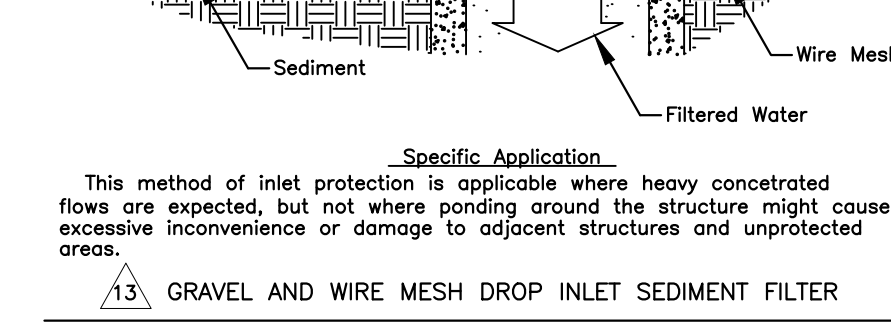 Sediment
Wire Mesh
Filtered Water
Specific Application
This method of inlet protection is applicable where heavy concetrated
flows are expected, but not where ponding around the structure might cause
excessive inconvenience or damage to adjacent structures and unprotected
areas.
13 GRAVEL AND WIRE MESH DROP INLET SEDIMENT FILTER